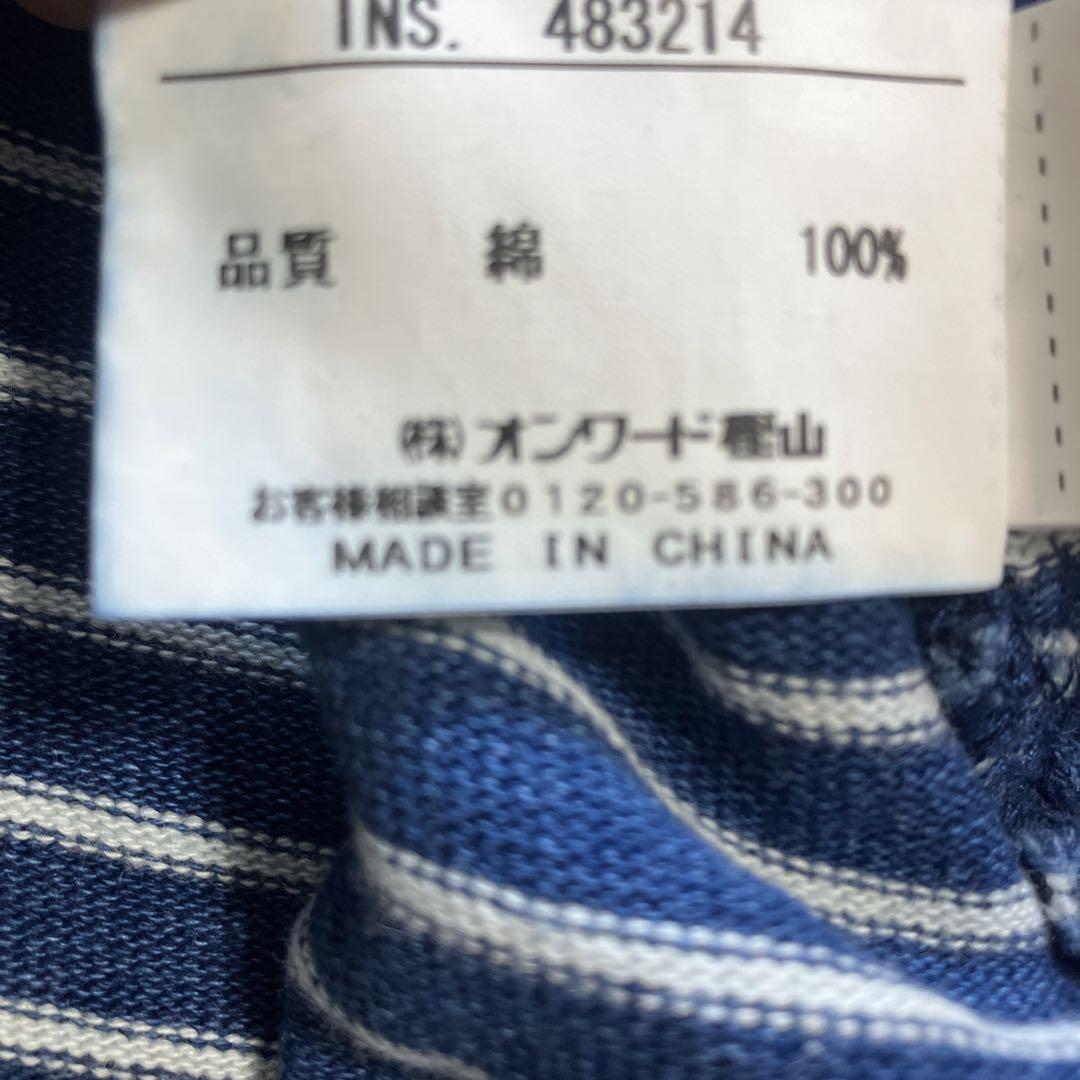 INS. 483214
品質 綿 100%
(株)オンワード樫山
お客様相談室0120-586-300
MADE IN CHINA